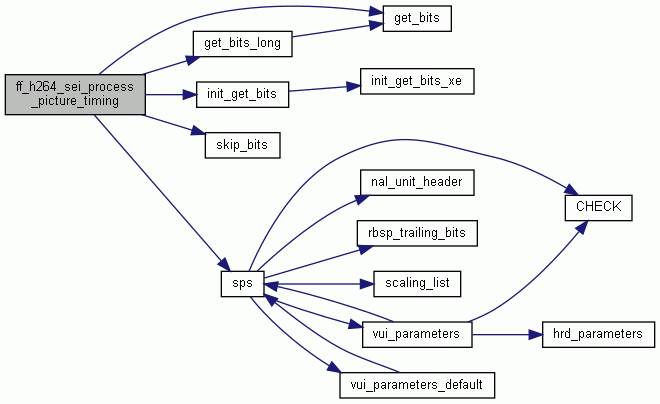 get_bits
get_bits_long
ff_h264_sei_process
_picture_timing
init_get_bits_xe
init_get_bits
skip_bits
nal_unit_header
CHECK
rbsp_trailing_bits
sps
scaling_list
vui_parameters
hrd_parameters
vui_parameters_default